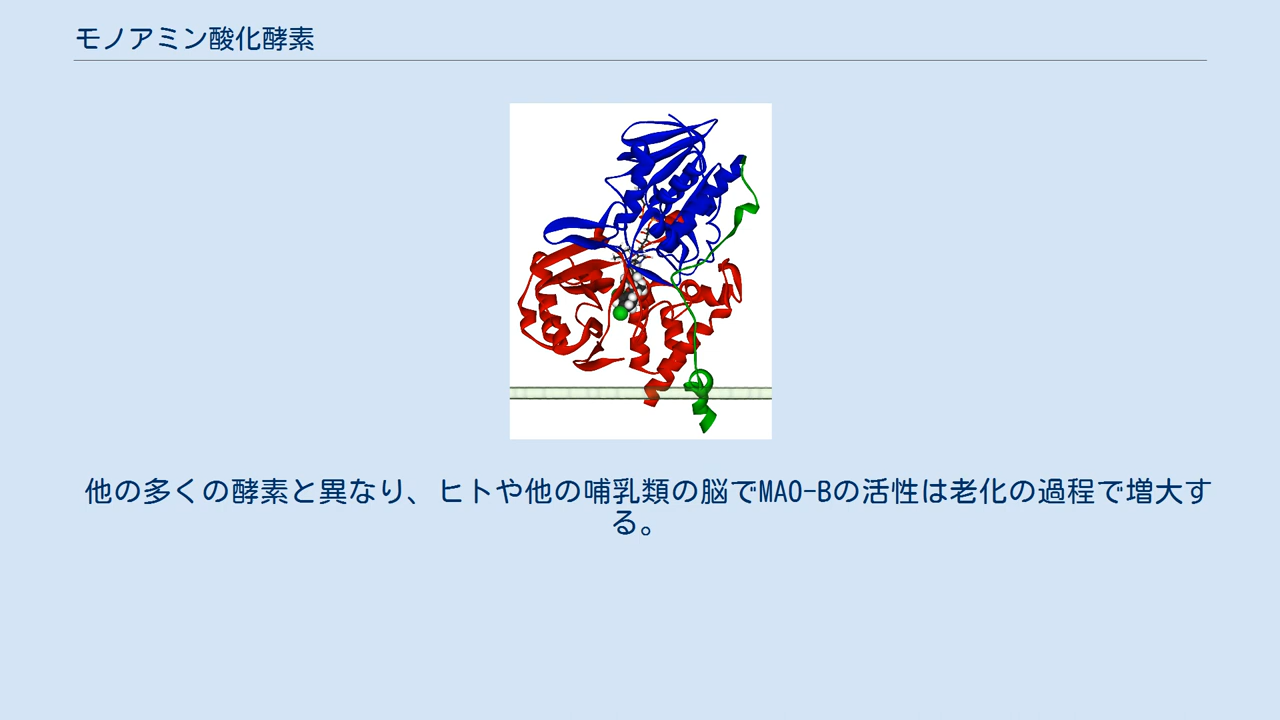 モノアミン酸化酵素
他の多くの酵素と異なり、ヒトや他の哺乳類の脳でMAO-Bの活性は老化の過程で増大す
る。